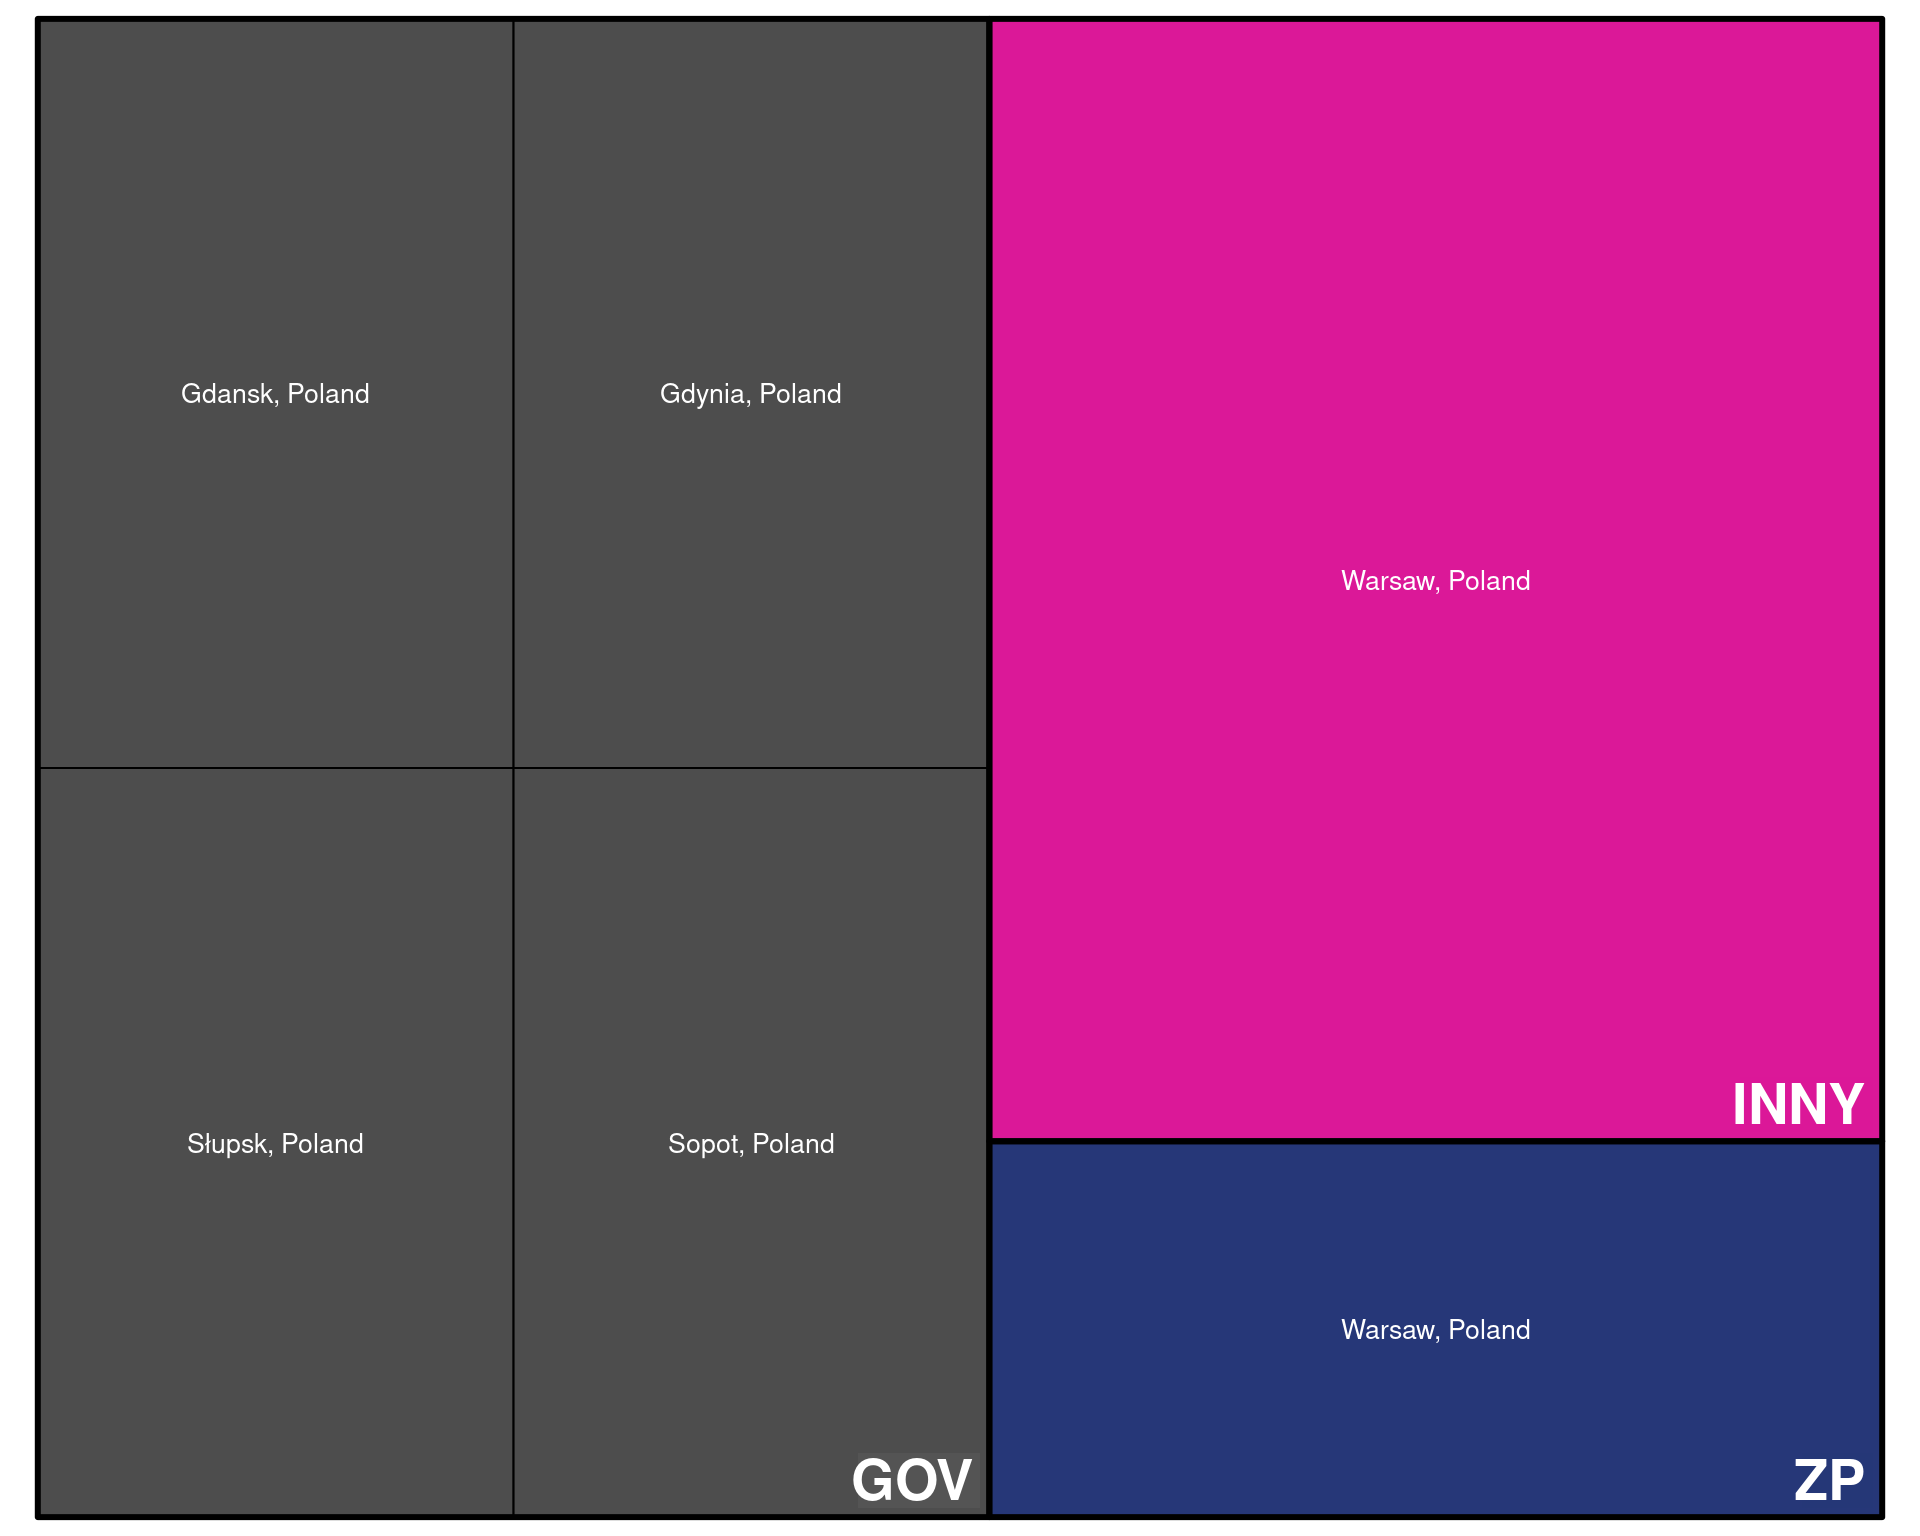 Gdansk, Poland
Gdynia, Poland
Słupsk, Poland
Sopot, Poland
GOV
Warsaw, Poland
INNY
Warsaw, Poland
ZP